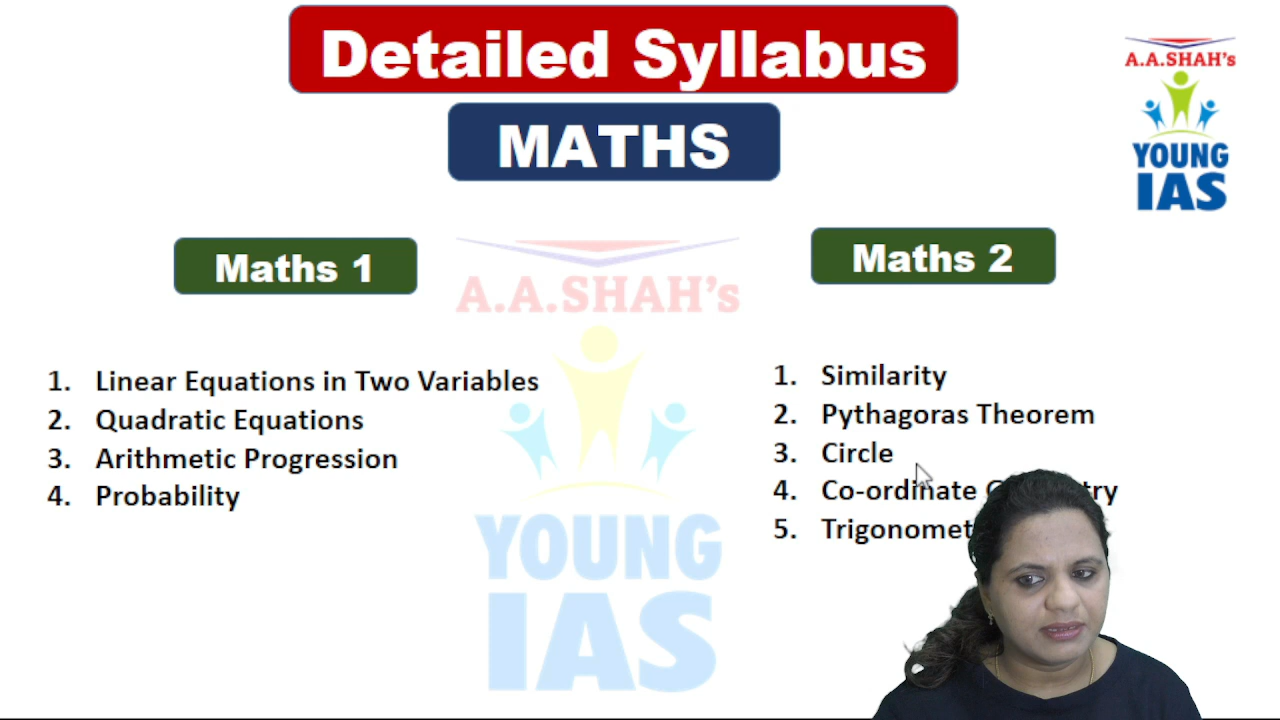 Detailed Syllabus
MATHS
A.A.SHAH's
YOUNG
IAS
Maths 1
1. Linear Equations in Two Variables
2. Quadratic Equations
3. Arithmetic Progression
4. Probability
Maths 2
1. Similarity
2. Pythagoras Theorem
3. Circle
4. Co-ordinate
5.
A.A.SHAH's
YOUNG
IAS